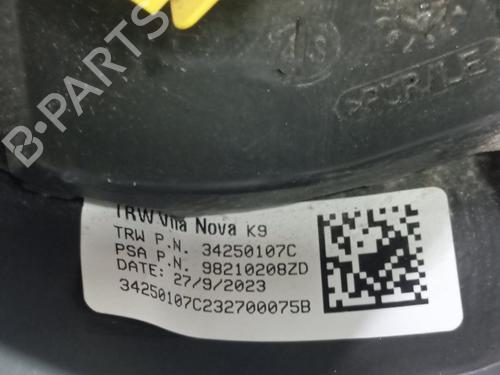 B-PARTS
TRW Vila Nova K9
TRW P.N. 34250107C
PSA P.N. 98210208ZD
DATE: 27/9/2023
34250107C232700075B